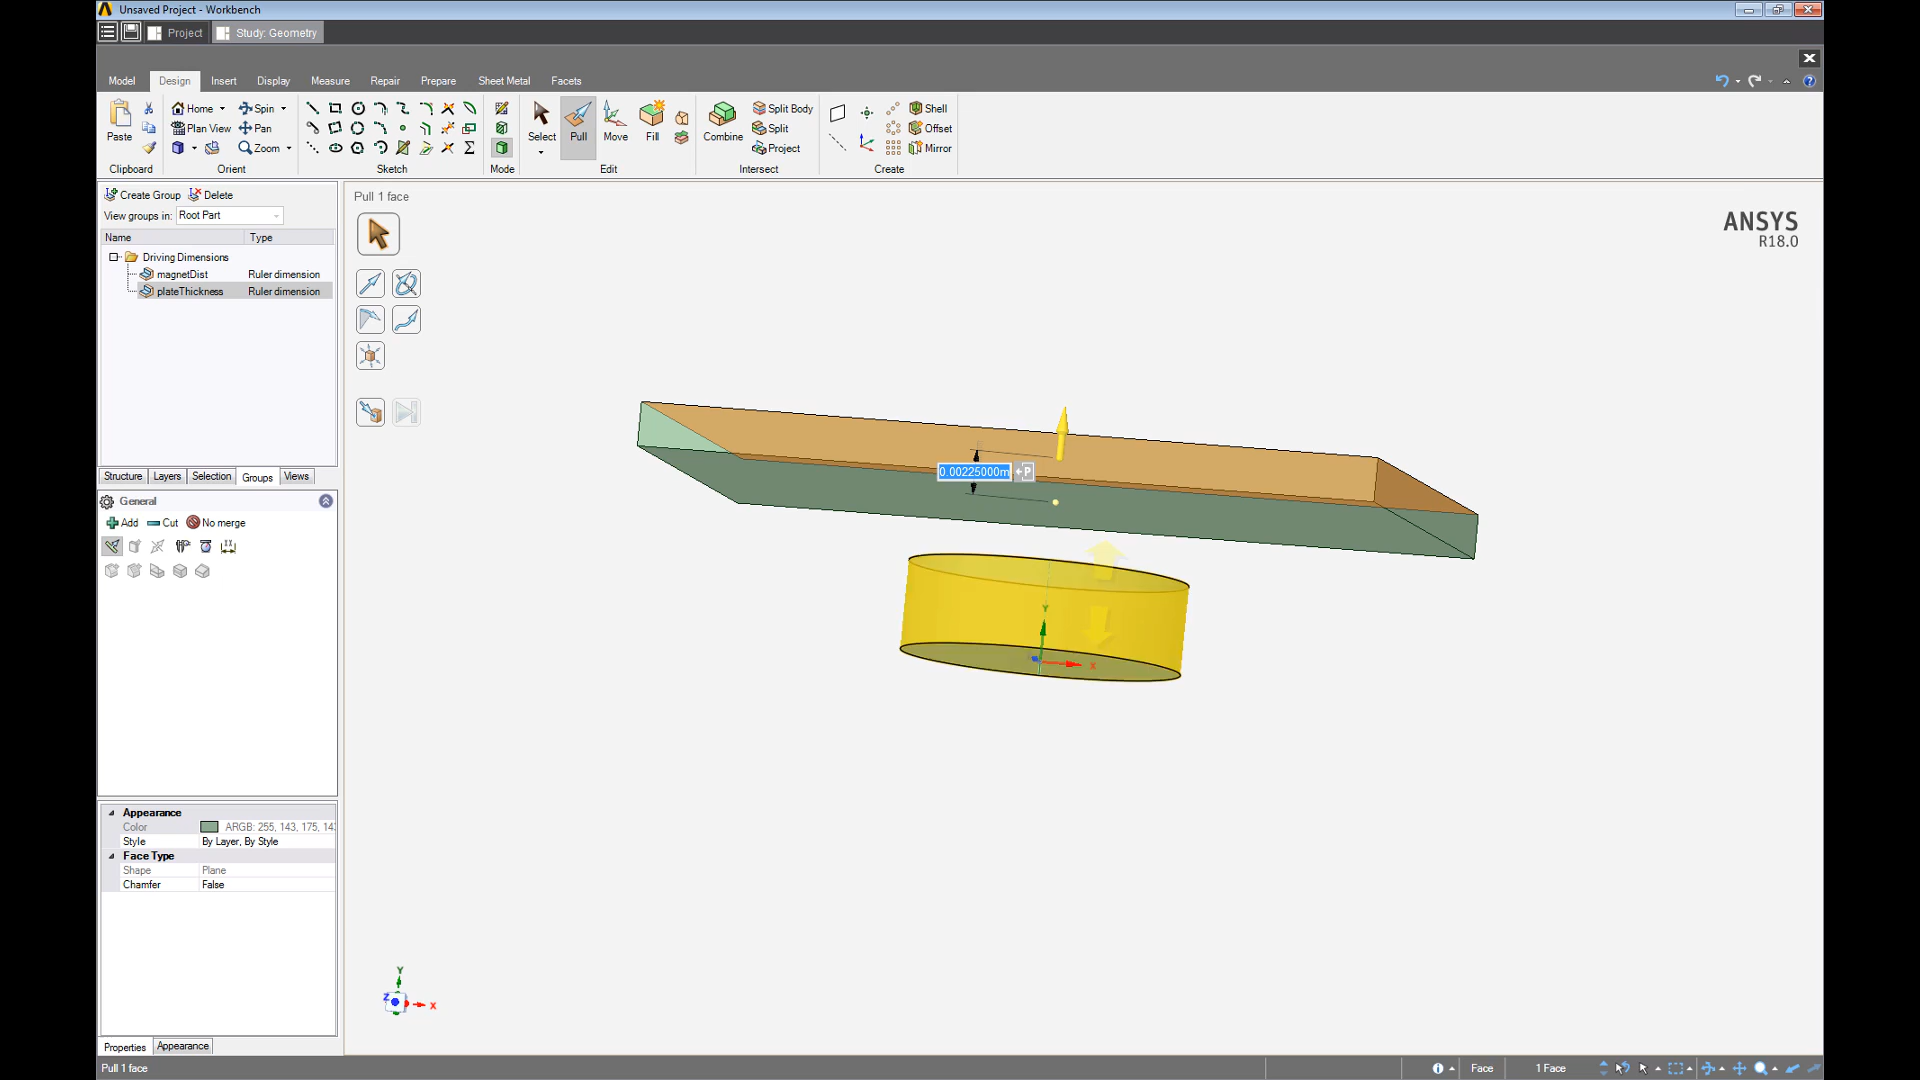 Unsaved Project - Workbench
Project
Study: Geometry
Model
Design
Insert
Display
Measure
Repair
Prepare
Sheet Metal
Facets
Paste
Clipboard
Home
Plan View
Spin
Pan
Zoom
Orient
Sketch
Mode
Select
Pull
Move
Fill
Edit
Combine
Split Body
Split
Project
Intersect
Shell
Offset
Mirror
Create
Create Group
Delete
View groups in:
Root Part
Name
Type
Driving Dimensions
magnetDist
Ruler dimension
plateThickness
Ruler dimension
Structure
Layers
Selection
Groups
Views
General
Add
Cut
No merge
Appearance
Color
ARGB: 255, 143, 175, 14
Style
By Layer, By Style
Face Type
Shape
Plane
Chamfer
False
Properties
Appearance
Pull 1 face
ANSYS
R18.0
0.00225000m
P
Y
X
Y
Z
X
Pull 1 face
Face
1 Face